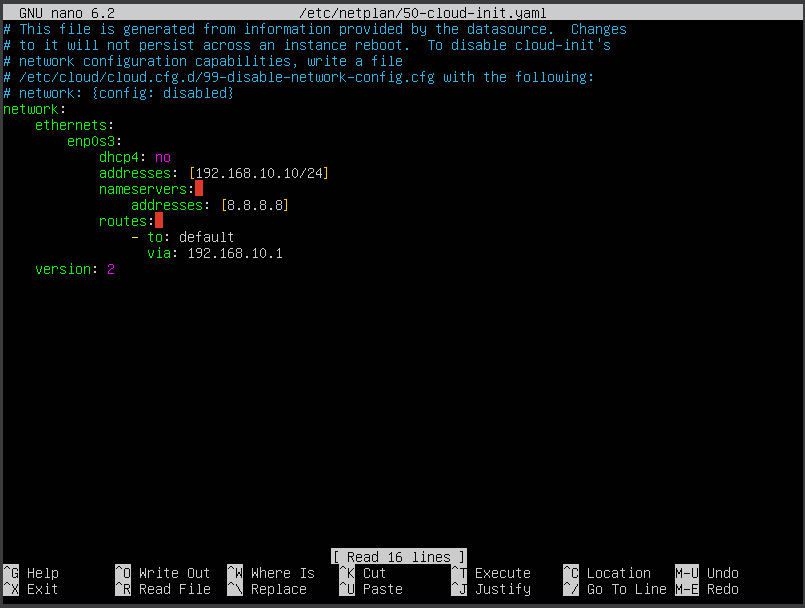 GNU nano 6.2 /etc/netplan/50-cloud-init.yaml
# This file is generated from information provided by the datasource.  Changes
# to it will not persist across an instance reboot.  To disable cloud-init's
# network configuration capabilities, write a file
# /etc/cloud/cloud.cfg.d/99-disable-network-config.cfg with the following:
# network: {config: disabled}
network:
    ethernets:
        enp0s3:
            dhcp4: no
            addresses: [192.168.10.10/24]
            nameservers:
                addresses: [8.8.8.8]
            routes:
                - to: default
                  via: 192.168.10.1
    version: 2
[ Read 16 lines ]
^G Help ^O Write Out ^W Where Is ^K Cut ^T Execute ^C Location M-U Undo
^X Exit ^R Read File ^\ Replace ^U Paste ^J Justify ^/ Go To Line M-E Redo